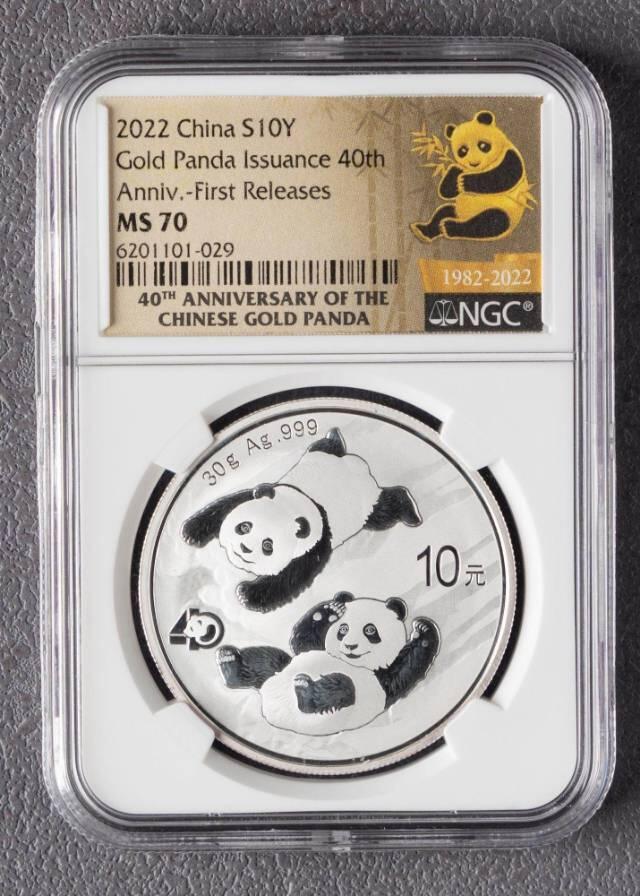 2022 China S10Y
Gold Panda Issuance 40th
Anniv.-First Releases
MS 70
6201101-029
40TH ANNIVERSARY OF THE
CHINESE GOLD PANDA
1982-2022
NGC®
30g Ag.999
10元
40